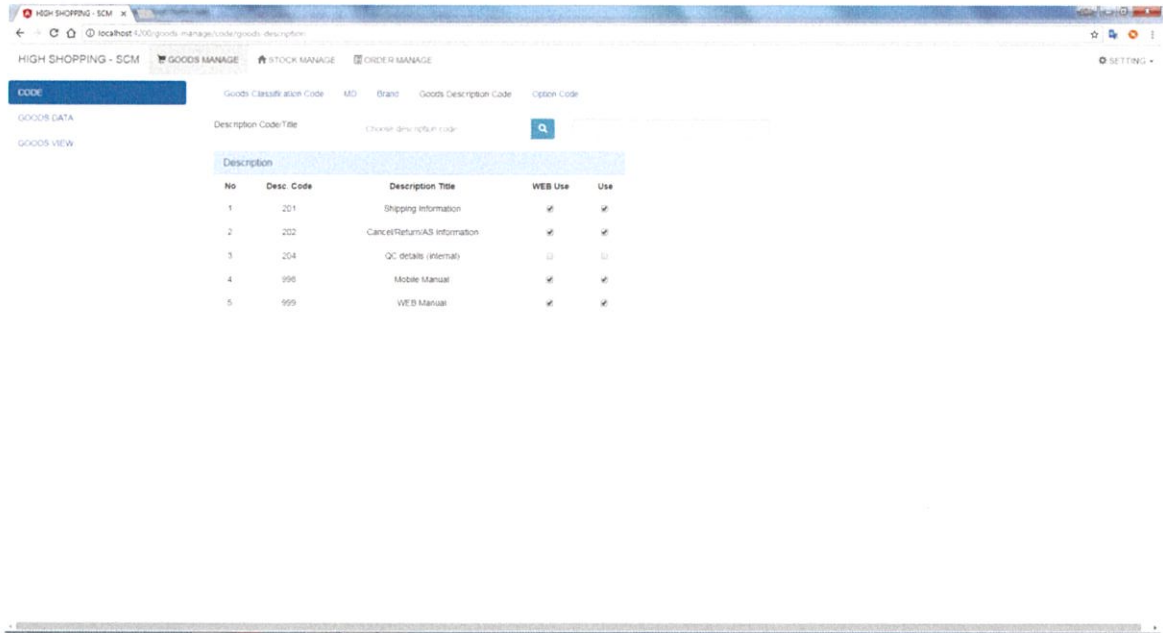 HIGH SHOPPING - SCM
localhost:4200/goods-manage/code/goods-description
HIGH SHOPPING - SCM GOODS MANAGE STOCK MANAGE ORDER MANAGE SETTING
CODE
GOODS DATA
GOODS VIEW
Goods Classification Code MD Brand Goods Description Code Option Code
Description Code/Title Choose description code
Description
No Desc. Code Description Title WEB Use Use
1 201 Shipping Information
2 202 Cancel/Return/AS Information
3 204 QC details (internal)
4 998 Mobile Manual
5 999 WEB Manual